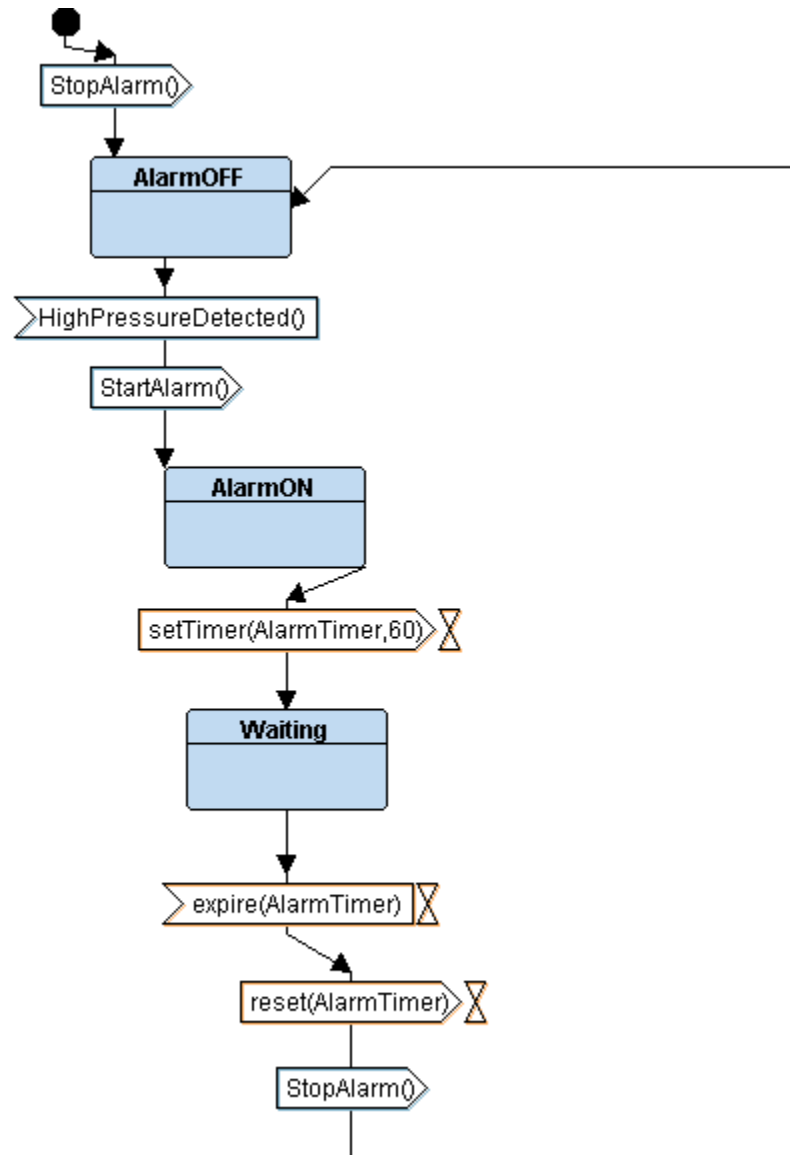 StopAlarm()
AlarmOFF
HighPressureDetected()
StartAlarm()
AlarmON
setTimer(AlarmTimer,60)
Waiting
expire(AlarmTimer)
reset(AlarmTimer)
StopAlarm()